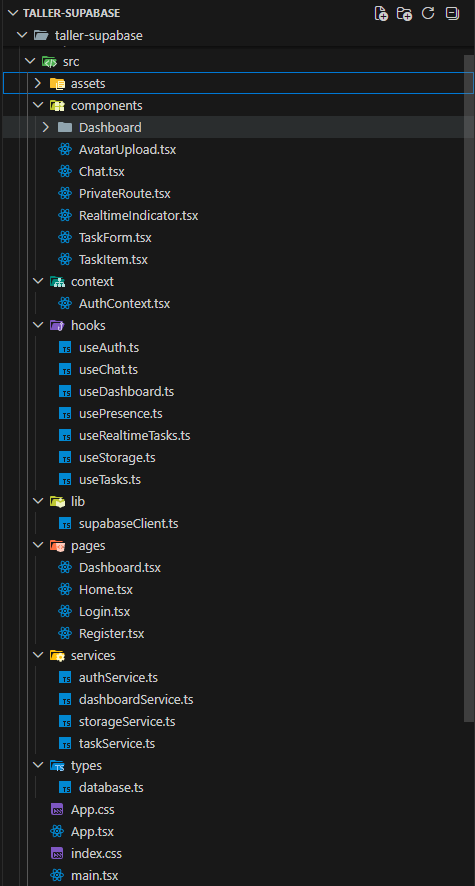 TALLER-SUPABASE
taller-supabase
src
assets
components
Dashboard
AvatarUpload.tsx
Chat.tsx
PrivateRoute.tsx
RealtimeIndicator.tsx
TaskForm.tsx
TaskItem.tsx
context
AuthContext.tsx
hooks
TS useAuth.ts
TS useChat.ts
TS useDashboard.ts
TS usePresence.ts
TS useRealtimeTasks.ts
TS useStorage.ts
TS useTasks.ts
lib
TS supabaseClient.ts
pages
Dashboard.tsx
Home.tsx
Login.tsx
Register.tsx
services
TS authService.ts
TS dashboardService.ts
TS storageService.ts
TS taskService.ts
TS types
TS database.ts
App.css
App.tsx
index.css
main.tsx